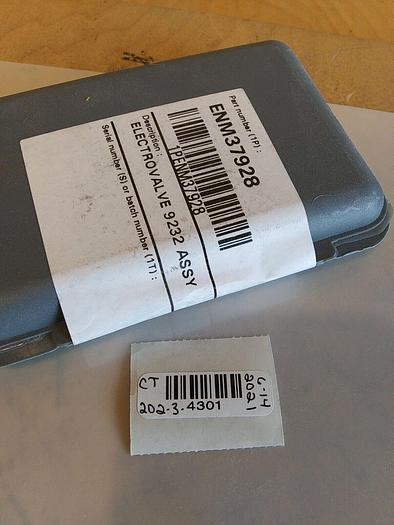 Part number (1P) :
ENM37928
1PENM37928
Description :
ELECTROVALVE 9232 ASSY
Serial number (S) or batch number (1T) :
CT
202-3-4301
6-14
2021